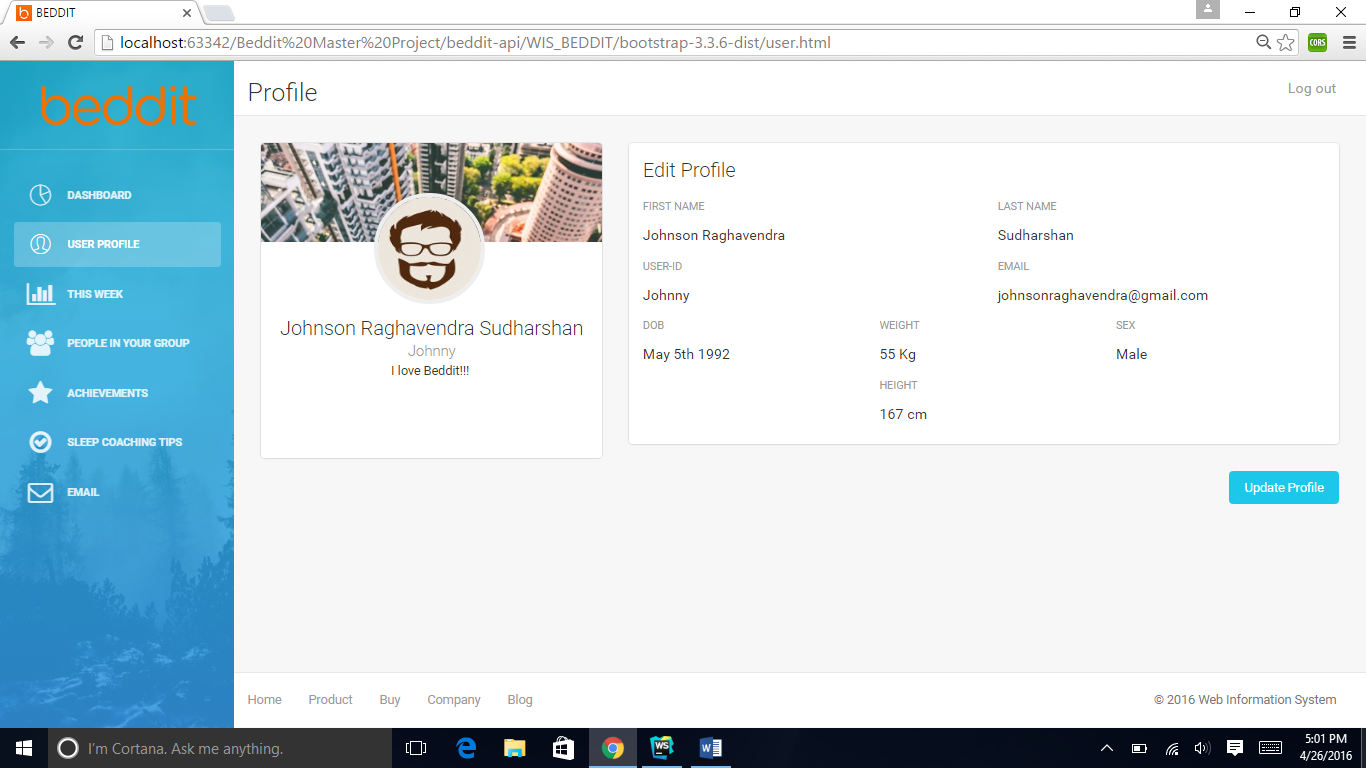 BEDDIT
localhost:63342/Beddit%20Master%20Project/beddit-api/WIS_BEDDIT/bootstrap-3.3.6-dist/user.html
CORS
beddit
Profile
Log out
DASHBOARD
USER PROFILE
THIS WEEK
PEOPLE IN YOUR GROUP
ACHIEVEMENTS
SLEEP COACHING TIPS
EMAIL
Johnson Raghavendra Sudharshan
Johnny
I love Beddit!!!
Edit Profile
FIRST NAME LAST NAME
Johnson Raghavendra Sudharshan
USER-ID EMAIL
Johnny johnsonraghavendra@gmail.com
DOB WEIGHT SEX
May 5th 1992 55 Kg Male
HEIGHT
167 cm
Update Profile
Home Product Buy Company Blog © 2016 Web Information System
I'm Cortana. Ask me anything.
WS
5:01 PM
4/26/2016